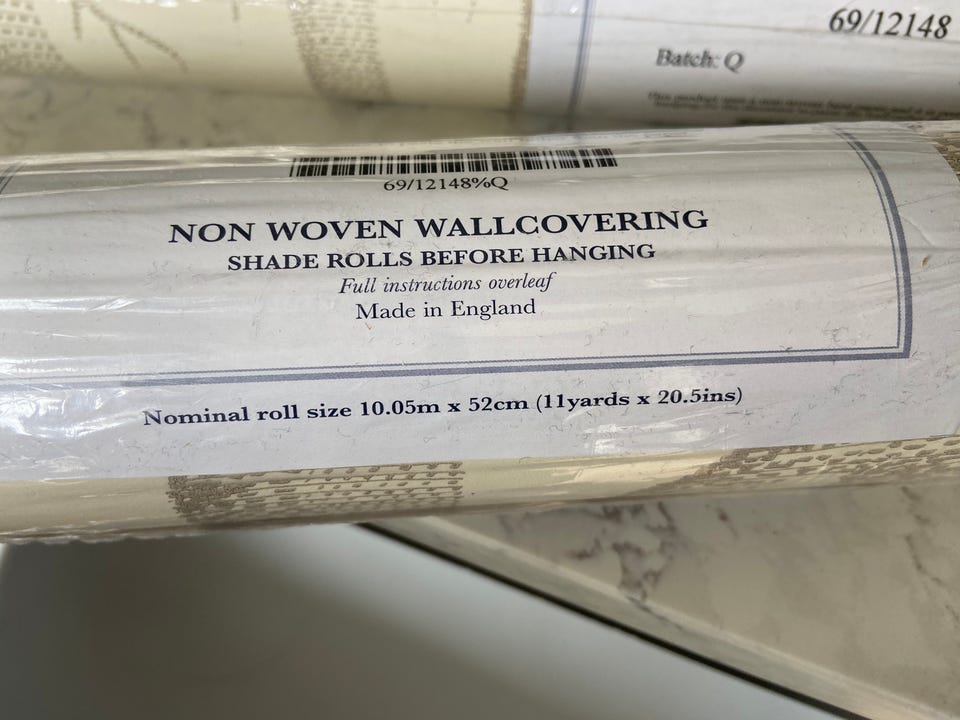 69/12148
Batch: Q
69/12148%Q
NON WOVEN WALLCOVERING
SHADE ROLLS BEFORE HANGING
Full instructions overleaf
Made in England
Nominal roll size 10.05m x 52cm (11yards x 20.5ins)